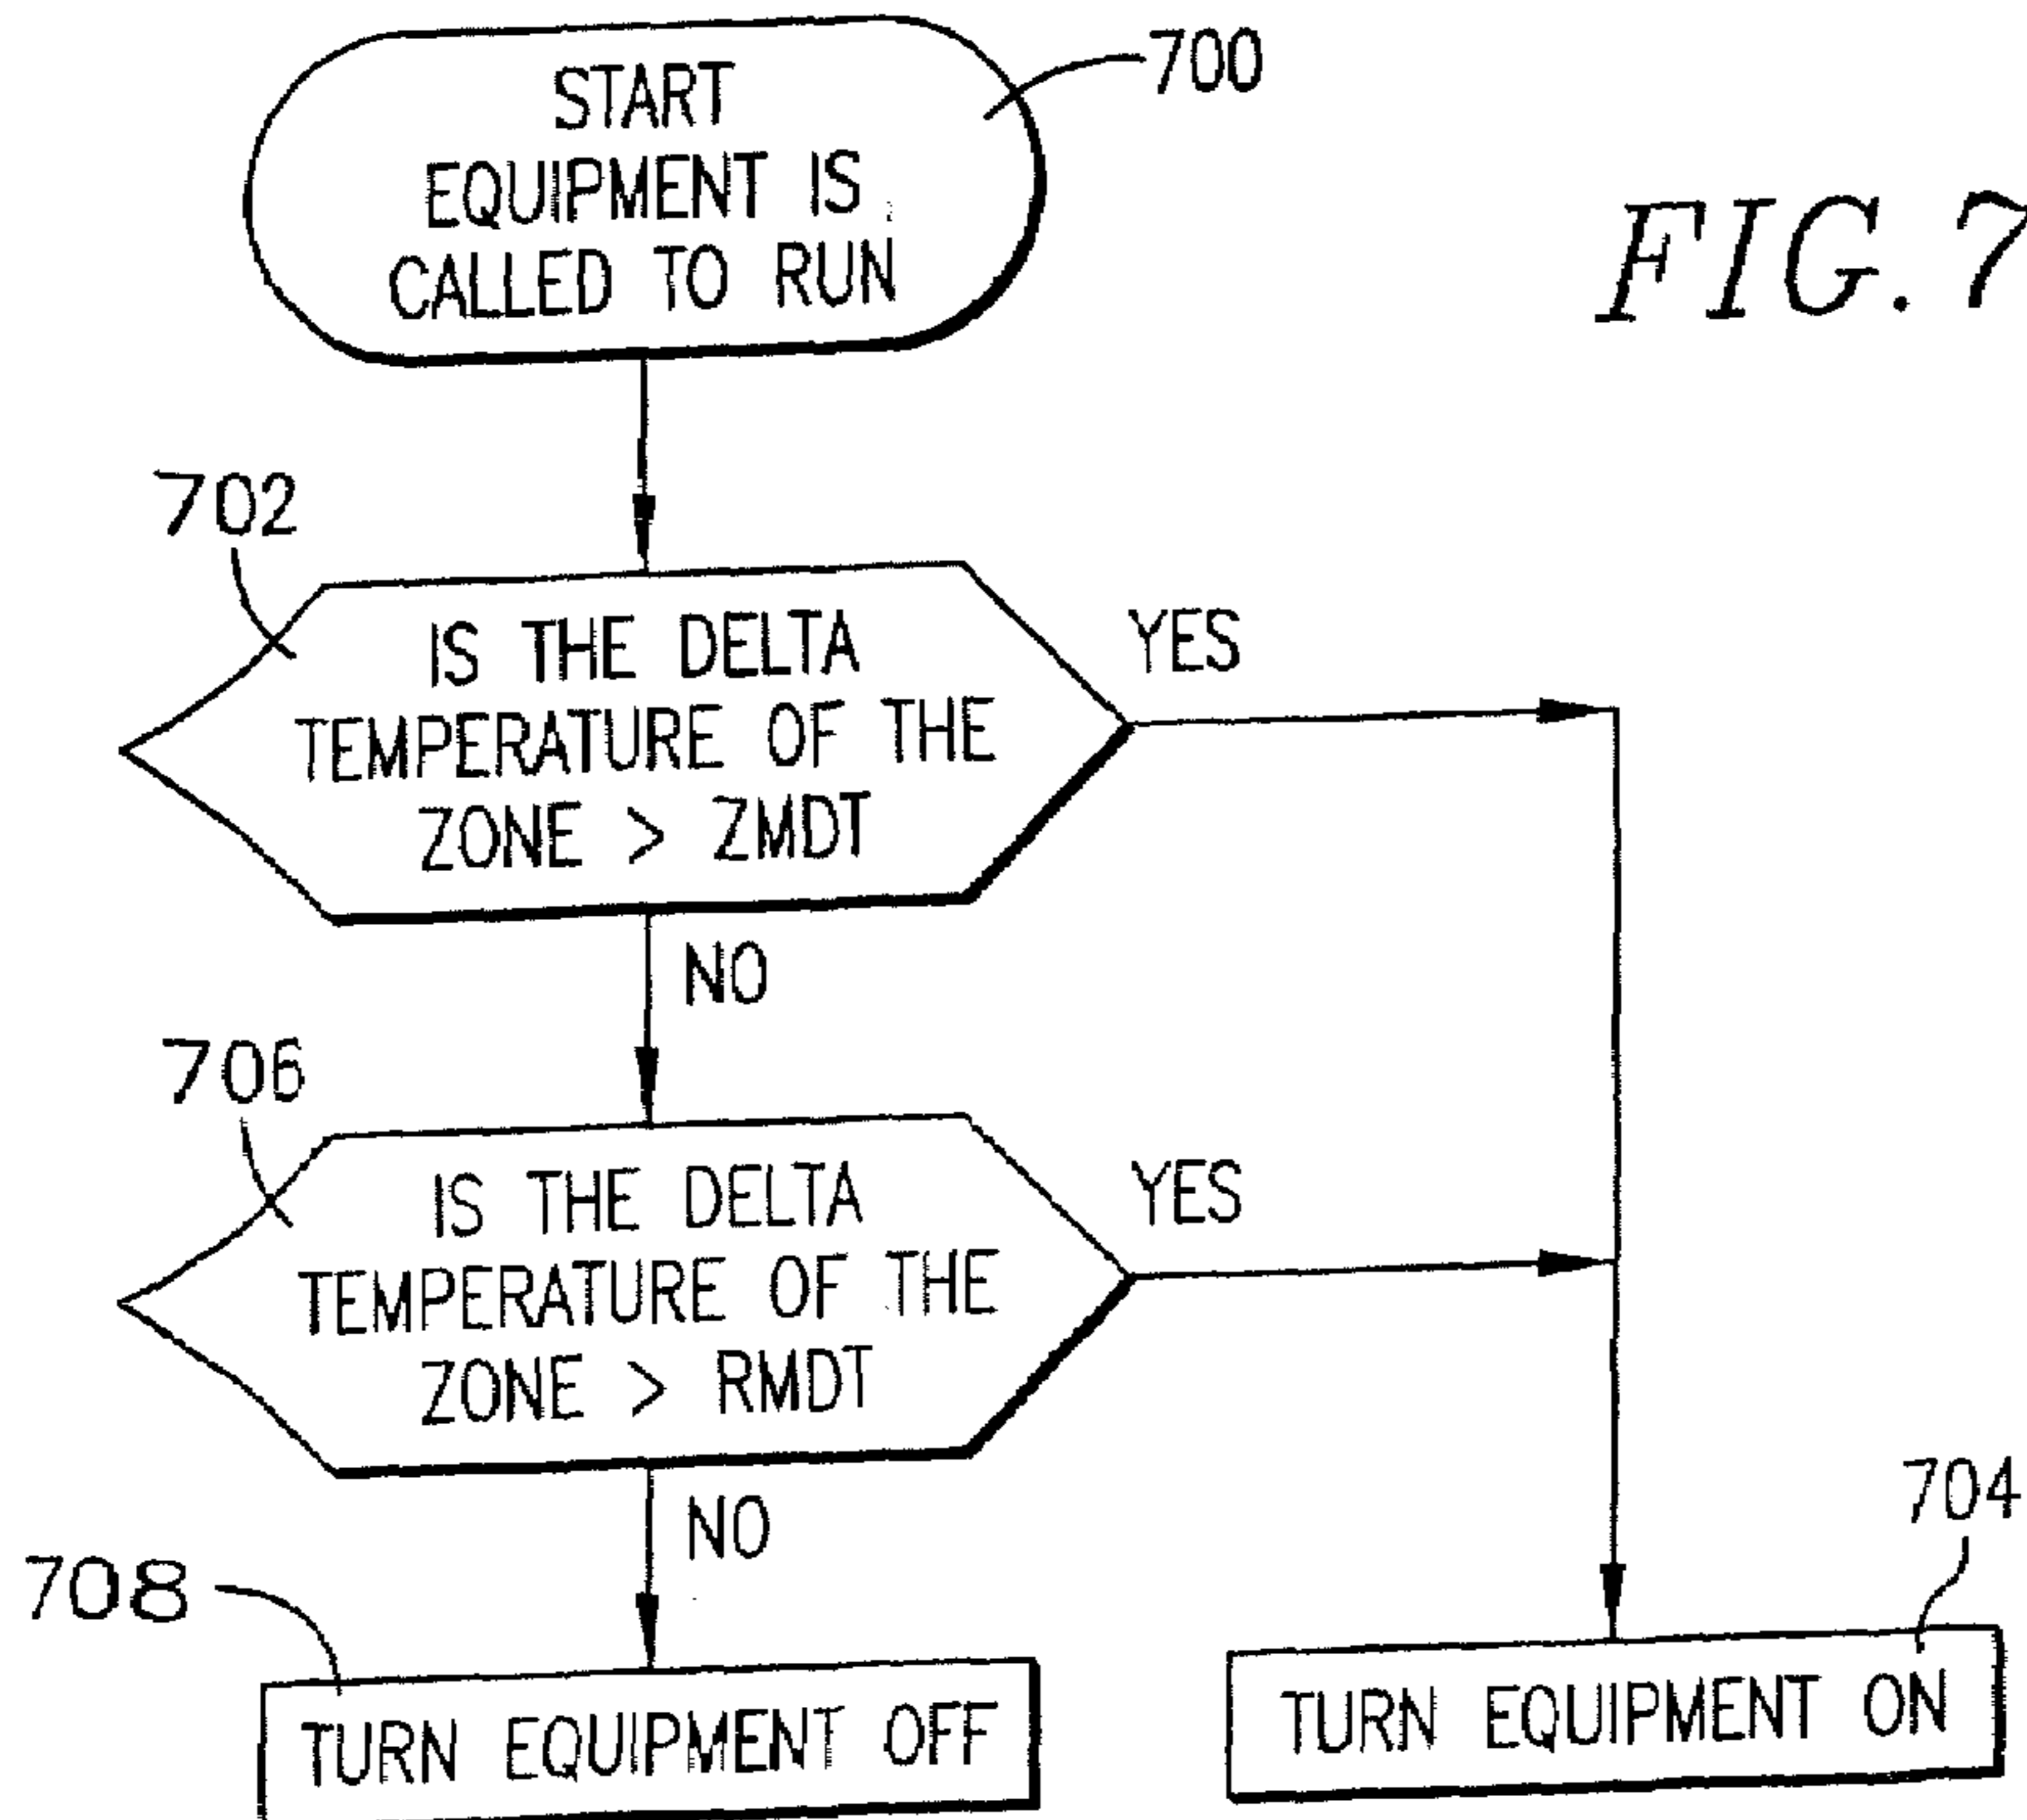 START
EQUIPMENT IS
CALLED TO RUN
700
FIG. 7
702
IS THE DELTA
TEMPERATURE OF THE
ZONE > ZMDT
YES
NO
706
IS THE DELTA
TEMPERATURE OF THE
ZONE > RMDT
YES
NO
708
TURN EQUIPMENT OFF
704
TURN EQUIPMENT ON